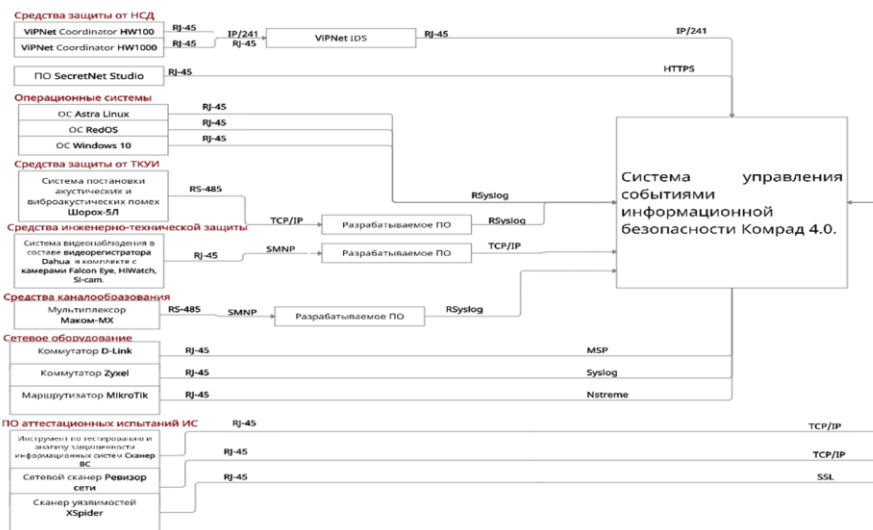 Средства защиты от НСД
ViPNet Coordinator HW100
RJ-45
IP/241
ViPNet IDS
RJ-45
IP/241
ViPNet Coordinator HW1000
RJ-45
RJ-45
ПО SecretNet Studio
RJ-45
HTTPS
Операционные системы
ОС Astra Linux
RJ-45
ОС RedOS
RJ-45
ОС Windows 10
RJ-45
Средства защиты от ТКУИ
Система постановки
акустических и
виброакустических помех
Шорох-5Л
RS-485
TCP/IP
Разрабатываемое ПО
RSyslog
RSyslog
Система управления
событиями
информационной
безопасности Комрад 4.0.
Средства инженерно-технической защиты
Система видеонаблюдения в
составе видеорегистратора
Dahua в комплекте с
камерами Falcon Eye, HiWatch,
Si-cam.
RJ-45
SMNP
Разрабатываемое ПО
TCP/IP
Средства каналообразования
Мультиплексор
Маком-МХ
RS-485
SMNP
Разрабатываемое ПО
RSyslog
Сетевое оборудование
Коммутатор D-Link
RJ-45
MSP
Коммутатор Zyxel
RJ-45
Syslog
Маршрутизатор MikroTik
RJ-45
Nstreme
ПО аттестационных испытаний ИС
RJ-45
TCP/IP
Инструмент по тестированию и
анализу защищенности
информационных систем Сканер
ВС
Сетевой сканер Ревизор
сети
RJ-45
TCP/IP
Сканер уязвимостей
XSpider
RJ-45
SSL